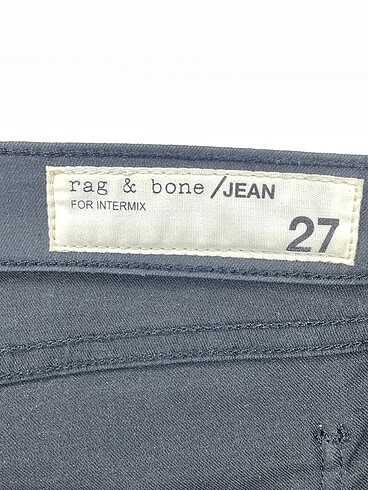 rag & bone/JEAN
FOR INTERMIX
27